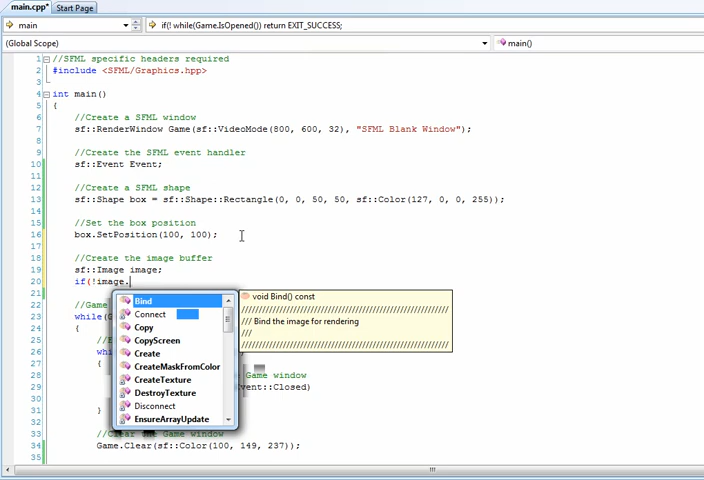 main.cpp* Start Page
main if(! while(Game.IsOpened()) return EXIT_SUCCESS;
(Global Scope) main()
1 //SFML specific headers required
2 #include <SFML/Graphics.hpp>
3
4 int main()
5 {
6 //Create a SFML window
7 sf::RenderWindow Game(sf::VideoMode(800, 600, 32), "SFML Blank Window");
8
9 //Create the SFML event handler
10 sf::Event Event;
11
12 //Create a SFML shape
13 sf::Shape box = sf::Shape::Rectangle(0, 0, 50, 50, sf::Color(127, 0, 0, 255));
14
15 //Set the box position
16 box.SetPosition(100, 100);
17
18 //Create the image buffer
19 sf::Image image;
20 if(!image.
21 Bind void Bind() const
22 //Game Connect ////////////////////////////////////////////////////
23 while(G Copy /// Bind the image for rendering
24 { CopyScreen ///
25 Create ////////////////////////////////////////////////////
26 CreateMaskFromColor
27 {
28 CreateTexture Game window
29 DestroyTexture vent::Closed)
30 Disconnect
31 } EnsureArrayUpdate
32
33 //Clear the Game window
34 Game.Clear(sf::Color(100, 149, 237));
35